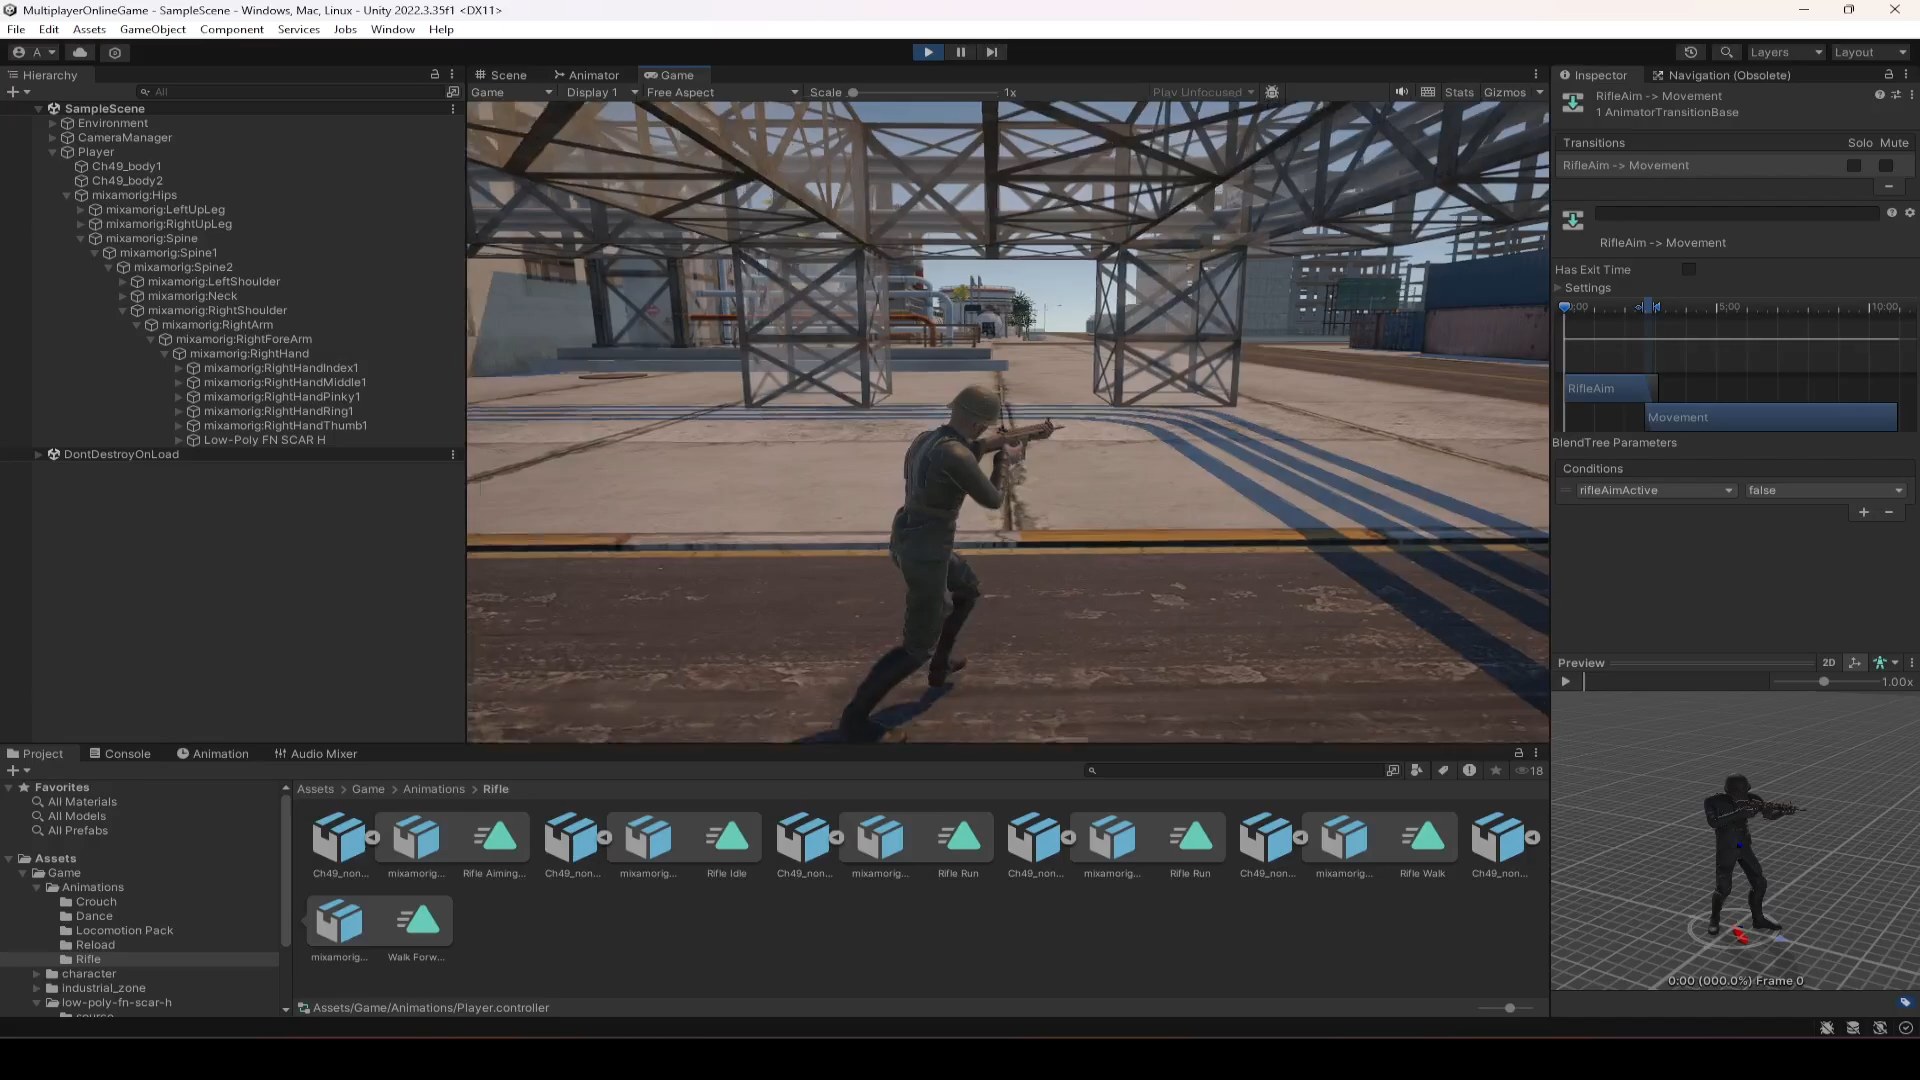 MultiplayerOnlineGame - SampleScene - Windows, Mac, Linux - Unity 2022.3.35f1 <DX11>
File Edit Assets GameObject Component Services Jobs Window Help
A Layers Layout
Hierarchy
All
SampleScene
Environment
CameraManager
Player
Ch49_body1
Ch49_body2
mixamorig:Hips
mixamorig:LeftUpLeg
mixamorig:RightUpLeg
mixamorig:Spine
mixamorig:Spine1
mixamorig:Spine2
mixamorig:LeftShoulder
mixamorig:Neck
mixamorig:RightShoulder
mixamorig:RightArm
mixamorig:RightForeArm
mixamorig:RightHand
mixamorig:RightHandIndex1
mixamorig:RightHandMiddle1
mixamorig:RightHandPinky1
mixamorig:RightHandRing1
mixamorig:RightHandThumb1
Low-Poly FN SCAR H
DontDestroyOnLoad
Scene Animator Game
Game Display 1 Free Aspect Scale 1x Play Unfocused Stats Gizmos
Inspector Navigation (Obsolete)
RifleAim -> Movement
1 AnimatorTransitionBase
Transitions Solo Mute
RifleAim -> Movement
RifleAim -> Movement
Has Exit Time
Settings
0:00 5:00 10:00
RifleAim
Movement
BlendTree Parameters
Conditions
rifleAimActive false
Preview 2D
1.00x
0:00 (000.0%) Frame 0
Project Console Animation Audio Mixer
18
Favorites
All Materials
All Models
All Prefabs
Assets
Game
Animations
Crouch
Dance
Locomotion Pack
Reload
Rifle
character
industrial_zone
low-poly-fn-scar-h
source
Assets > Game > Animations > Rifle
Ch49_non... mixamorig... Rifle Aiming... Ch49_non... mixamorig... Rifle Idle Ch49_non... mixamorig... Rifle Run Ch49_non... mixamorig... Rifle Run Ch49_non... mixamorig... Rifle Walk Ch49_non...
mixamorig... Walk Forw...
Assets/Game/Animations/Player.controller